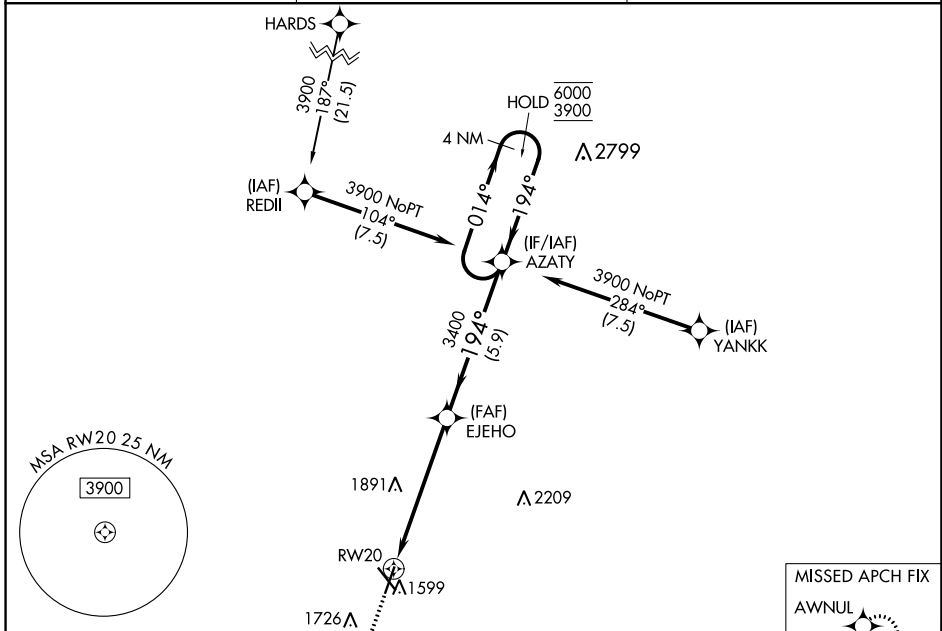 HARDS
3900
187°
(21.5)
HOLD
6000
3900
4 NM
2799
014°
194°
(IAF)
REDII
3900 NoPT
104°
(7.5)
(IF/IAF)
AZATY
3900 NoPT
284°
(7.5)
(IAF)
YANKK
3400
194°
(5.9)
(FAF)
EJEHO
MSA RW20 25 NM
3900
1891
2209
RW20
1599
1726
MISSED APCH FIX
AWNUL